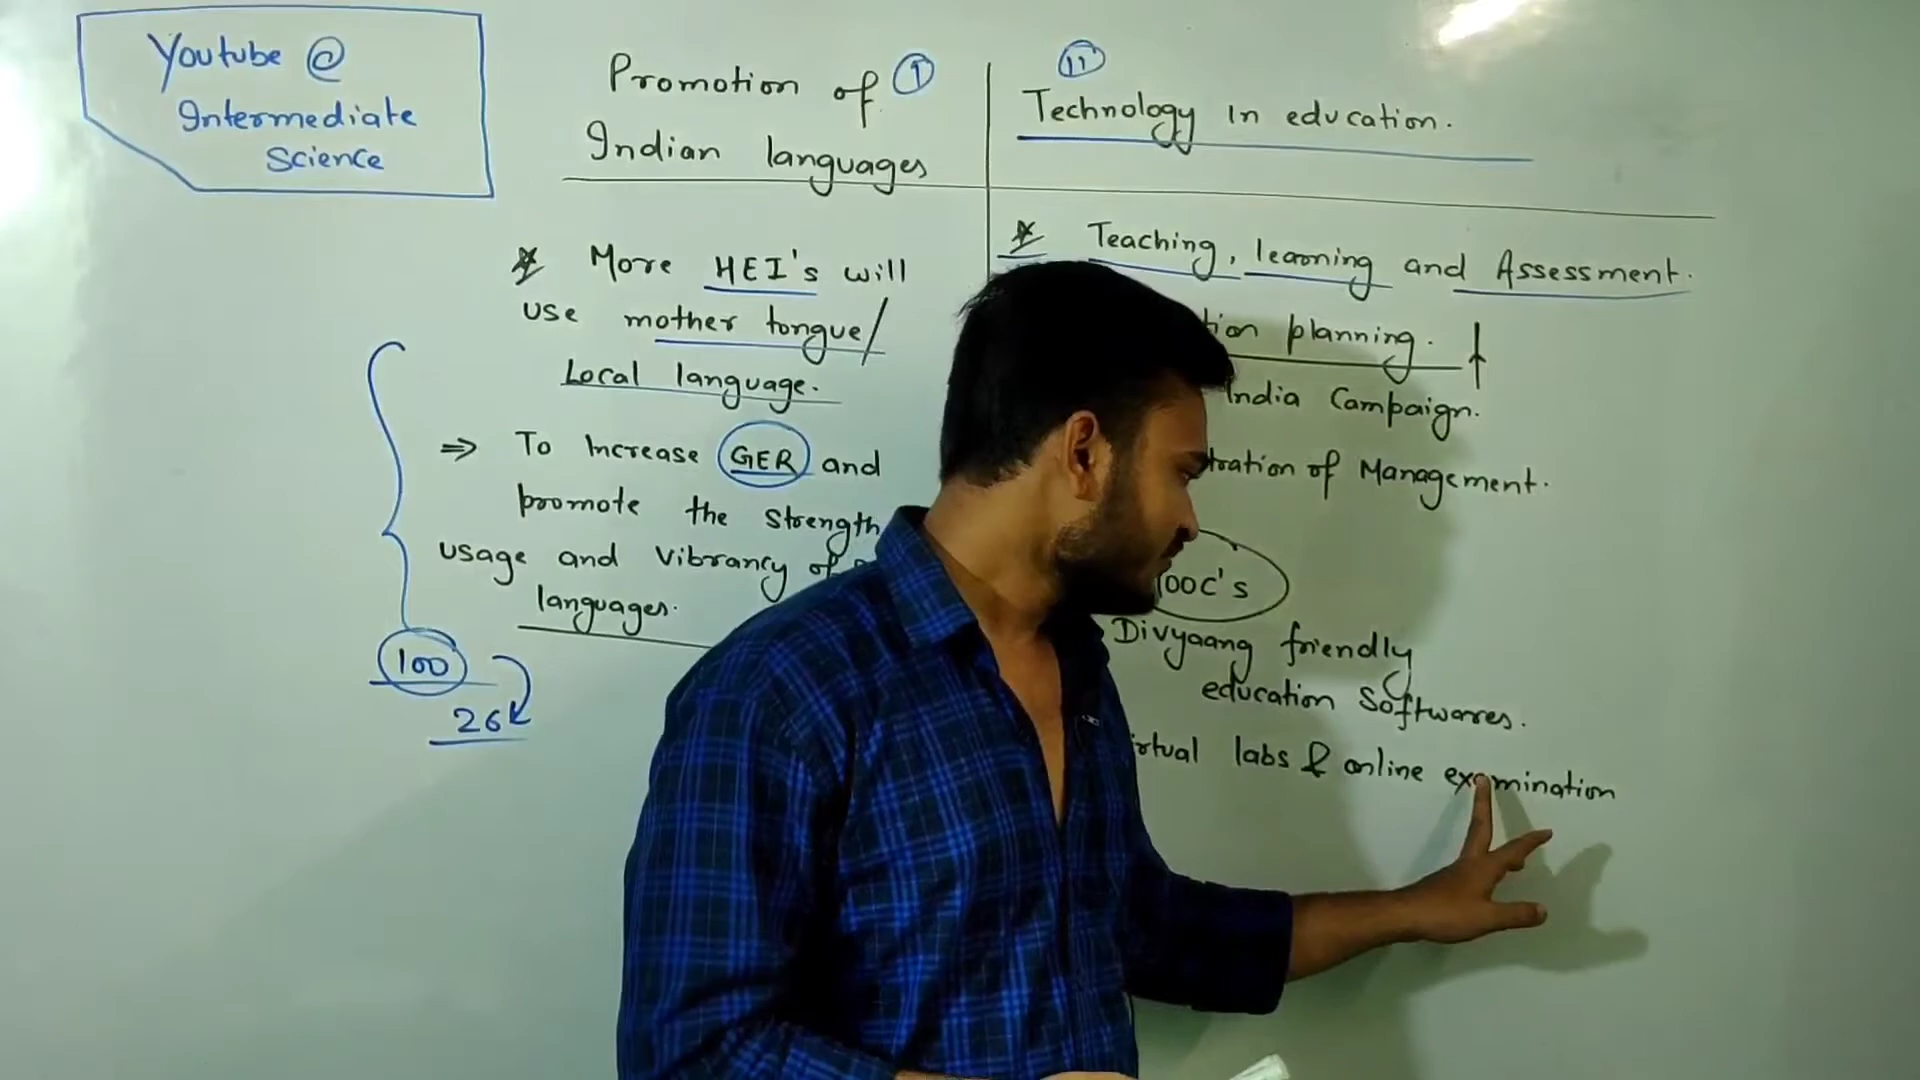 Youtube @
Intermediate
Science
Promotion of ①
Indian languages
* More HEI's will
use mother tongue/
Local language.
⇒ To Increase GER and
promote the strength
usage and Vibrancy of
languages.
100
26
11
Technology in education.
* Teaching, learning and Assessment.
planning.
India Campaign.
of Management.
Divyaang friendly
education Softwares.
labs & online examination